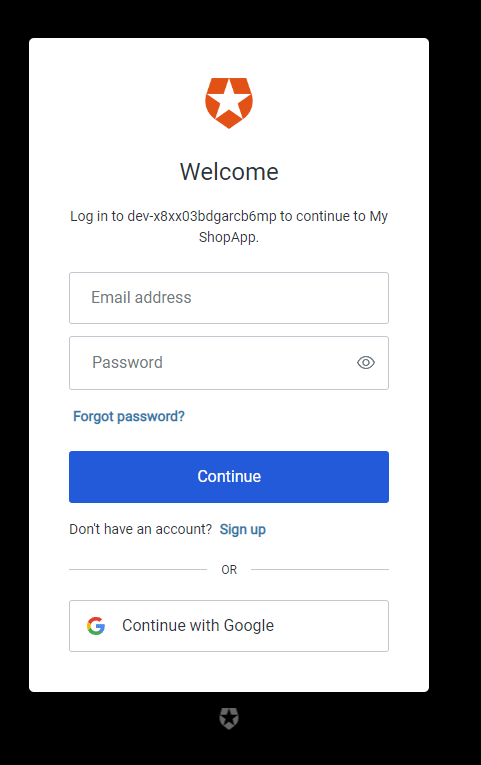 Welcome
Log in to dev-x8xx03bdgarcb6mp to continue to My
ShopApp.
Email address
Password
Forgot password?
Continue
Don't have an account? Sign up
OR
Continue with Google